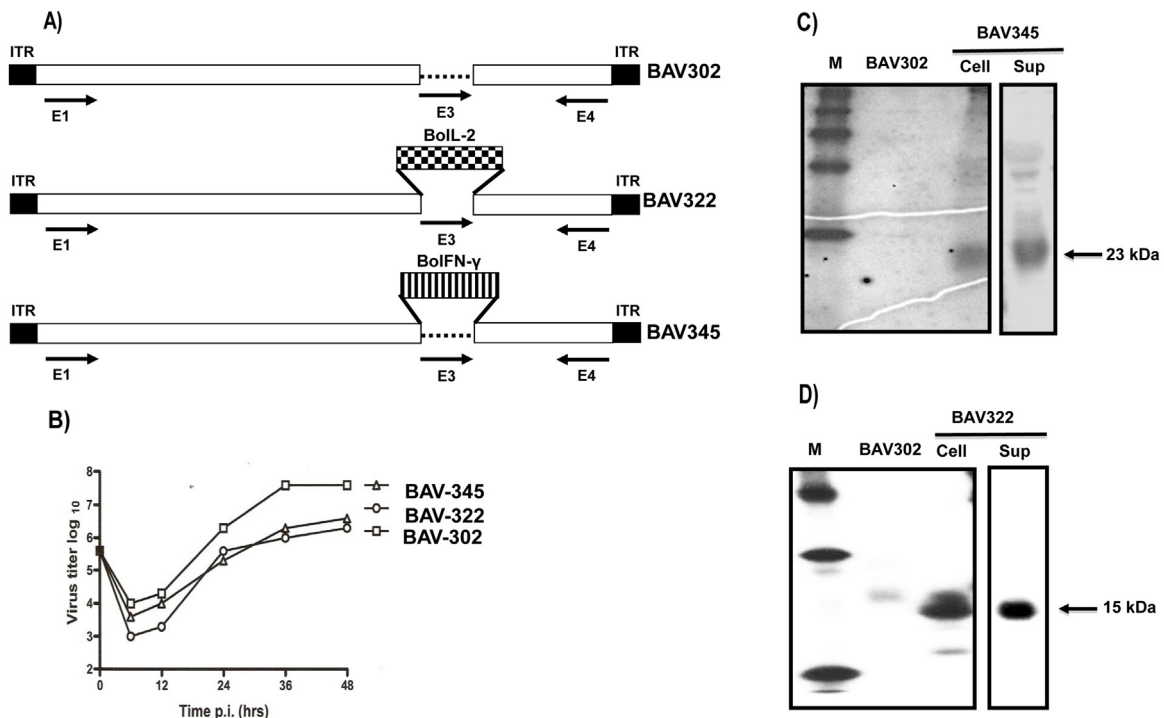 A)
ITR
ITR
BAV302
E1
E3
E4
BoIL-2
ITR
ITR
BAV322
E1
E3
E4
BoIFN-γ
ITR
ITR
BAV345
E1
E3
E4
B)
Virus titer log 10
8
7
6
5
4
3
2
0
12
24
36
48
Time p.i. (hrs)
BAV-345
BAV-322
BAV-302
C)
BAV345
M
BAV302
Cell
Sup
23 kDa
D)
BAV322
M
BAV302
Cell
Sup
15 kDa